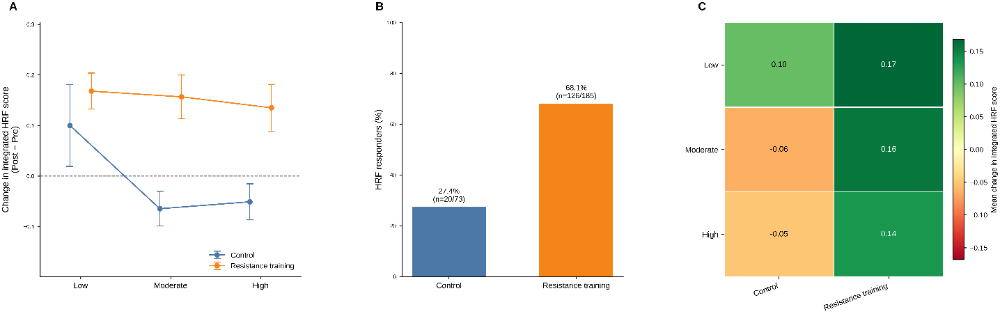 A
Change in integrated HRF score
(Post − Pre)
0.3
0.2
0.1
0.0
−0.1
Low
Moderate
High
Control
Resistance training
B
HRF responders (%)
100
80
60
40
20
0
27.4%
(n=20/73)
68.1%
(n=126/185)
Control
Resistance training
C
Low
Moderate
High
0.10
0.17
-0.06
0.16
-0.05
0.14
Control
Resistance training
0.15
0.10
0.05
0.00
−0.05
−0.10
−0.15
Mean change in integrated HRF score